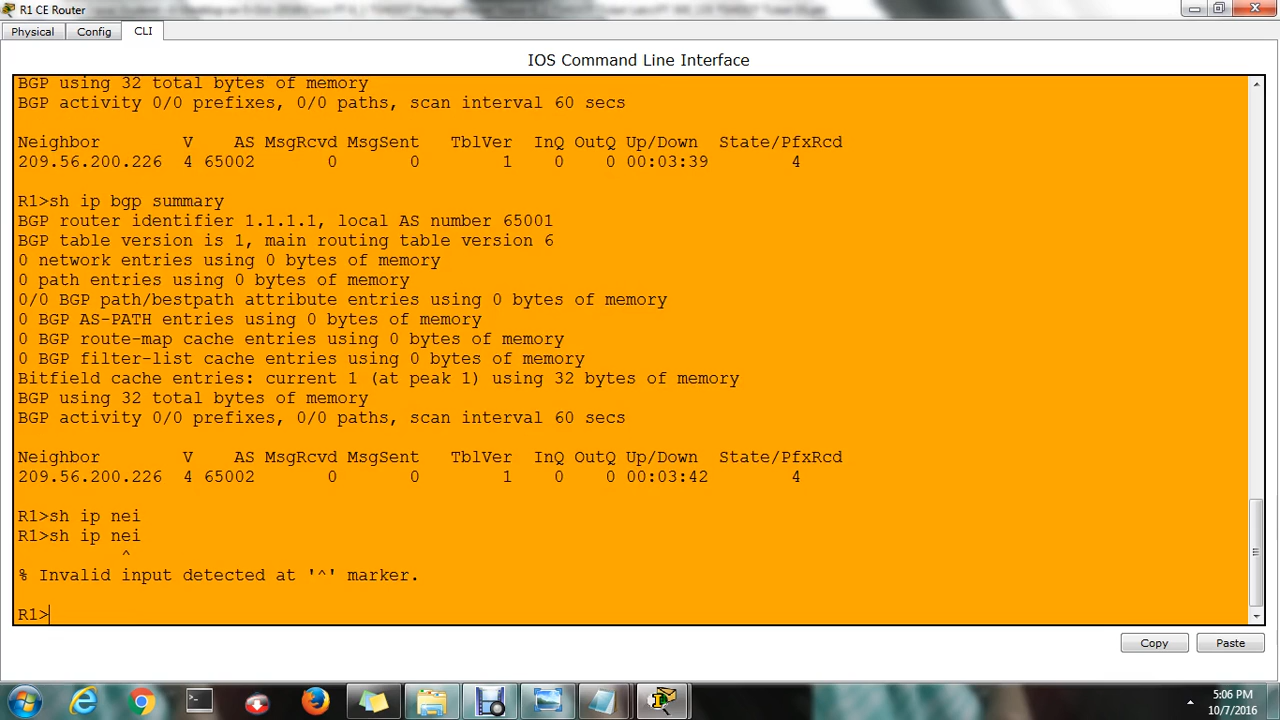 R1 CE Router
Physical Config CLI
IOS Command Line Interface
BGP using 32 total bytes of memory
BGP activity 0/0 prefixes, 0/0 paths, scan interval 60 secs
Neighbor V AS MsgRcvd MsgSent TblVer InQ OutQ Up/Down State/PfxRcd
209.56.200.226 4 65002 0 0 1 0 0 00:03:39 4
R1>sh ip bgp summary
BGP router identifier 1.1.1.1, local AS number 65001
BGP table version is 1, main routing table version 6
0 network entries using 0 bytes of memory
0 path entries using 0 bytes of memory
0/0 BGP path/bestpath attribute entries using 0 bytes of memory
0 BGP AS-PATH entries using 0 bytes of memory
0 BGP route-map cache entries using 0 bytes of memory
0 BGP filter-list cache entries using 0 bytes of memory
Bitfield cache entries: current 1 (at peak 1) using 32 bytes of memory
BGP using 32 total bytes of memory
BGP activity 0/0 prefixes, 0/0 paths, scan interval 60 secs
Neighbor V AS MsgRcvd MsgSent TblVer InQ OutQ Up/Down State/PfxRcd
209.56.200.226 4 65002 0 0 1 0 0 00:03:42 4
R1>sh ip nei
R1>sh ip nei
^
% Invalid input detected at '^' marker.
R1>
Copy Paste
5:06 PM
10/7/2016